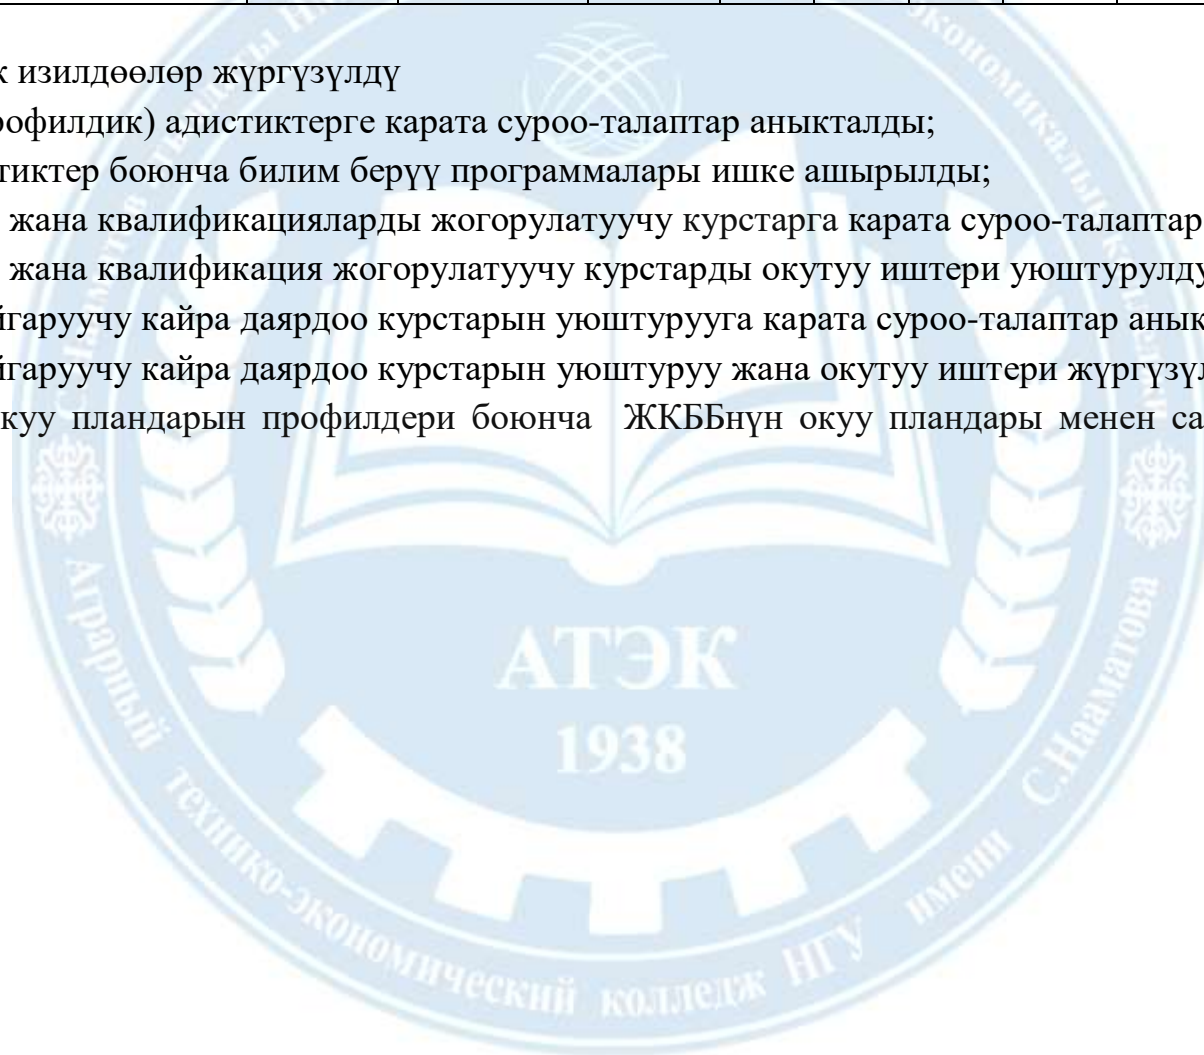 к изилдөөлөр жүргүзүлдү
рофилдик) адистиктерге карата суроо-талаптар аныкталды;
тиктер боюнча билим берүү программалары ишке ашырылды;
жана квалификацияларды жогорулатуучу курстарга карата суроо-талаптар
жана квалификация жогорулатуучу курстарды окутуу иштери уюштурулду
йгаруучу кайра даярдоо курстарын уюштурууга карата суроо-талаптар анык
йгаруучу кайра даярдоо курстарын уюштуруу жана окутуу иштери жүргүзүл
куу пландарын профилдери боюнча ЖКББнүн окуу пландары менен са
АТЭК
1938
Аграрный технико-экономический колледж НГУ имени С.Нааматова